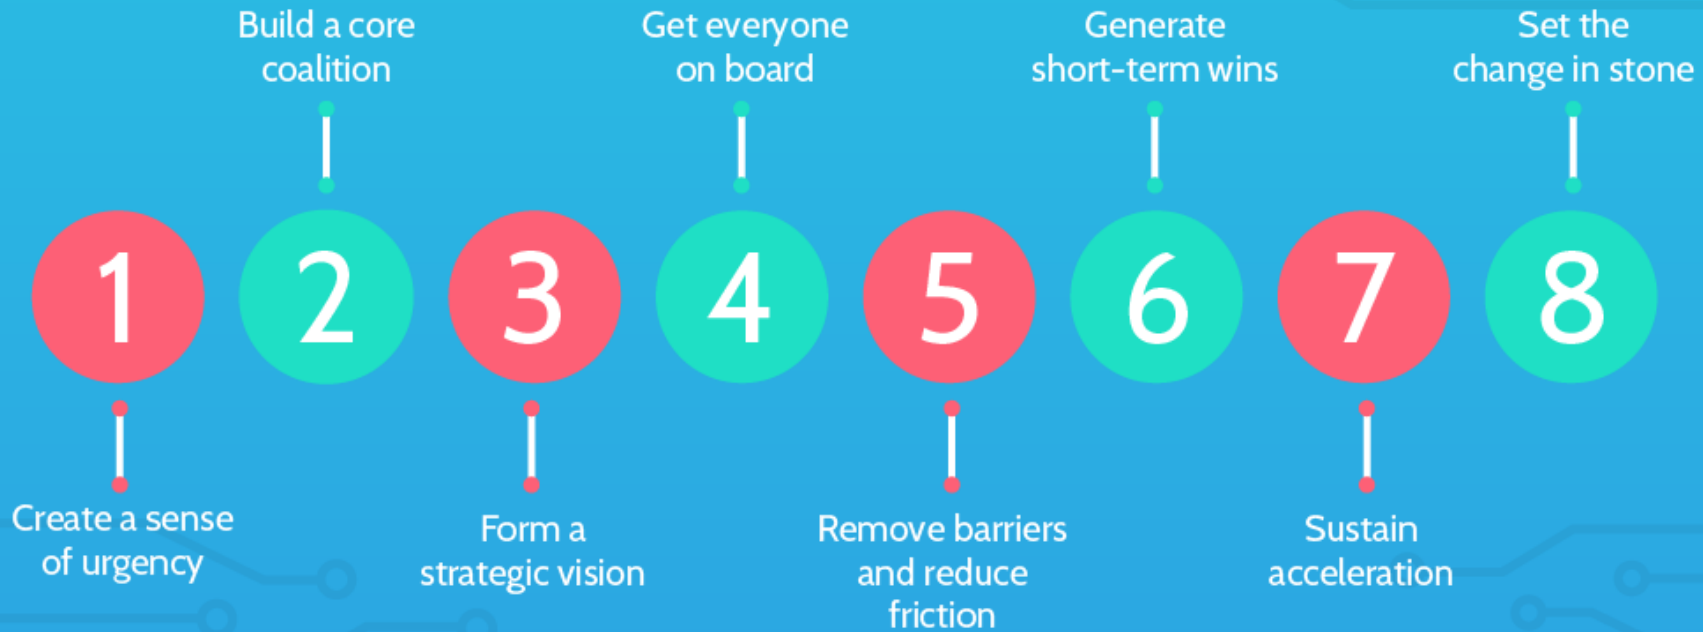 1
Create a sense
of urgency
2
Build a core
coalition
3
Form a
strategic vision
4
Get everyone
on board
5
Remove barriers
and reduce
friction
6
Generate
short-term wins
7
Sustain
acceleration
8
Set the
change in stone